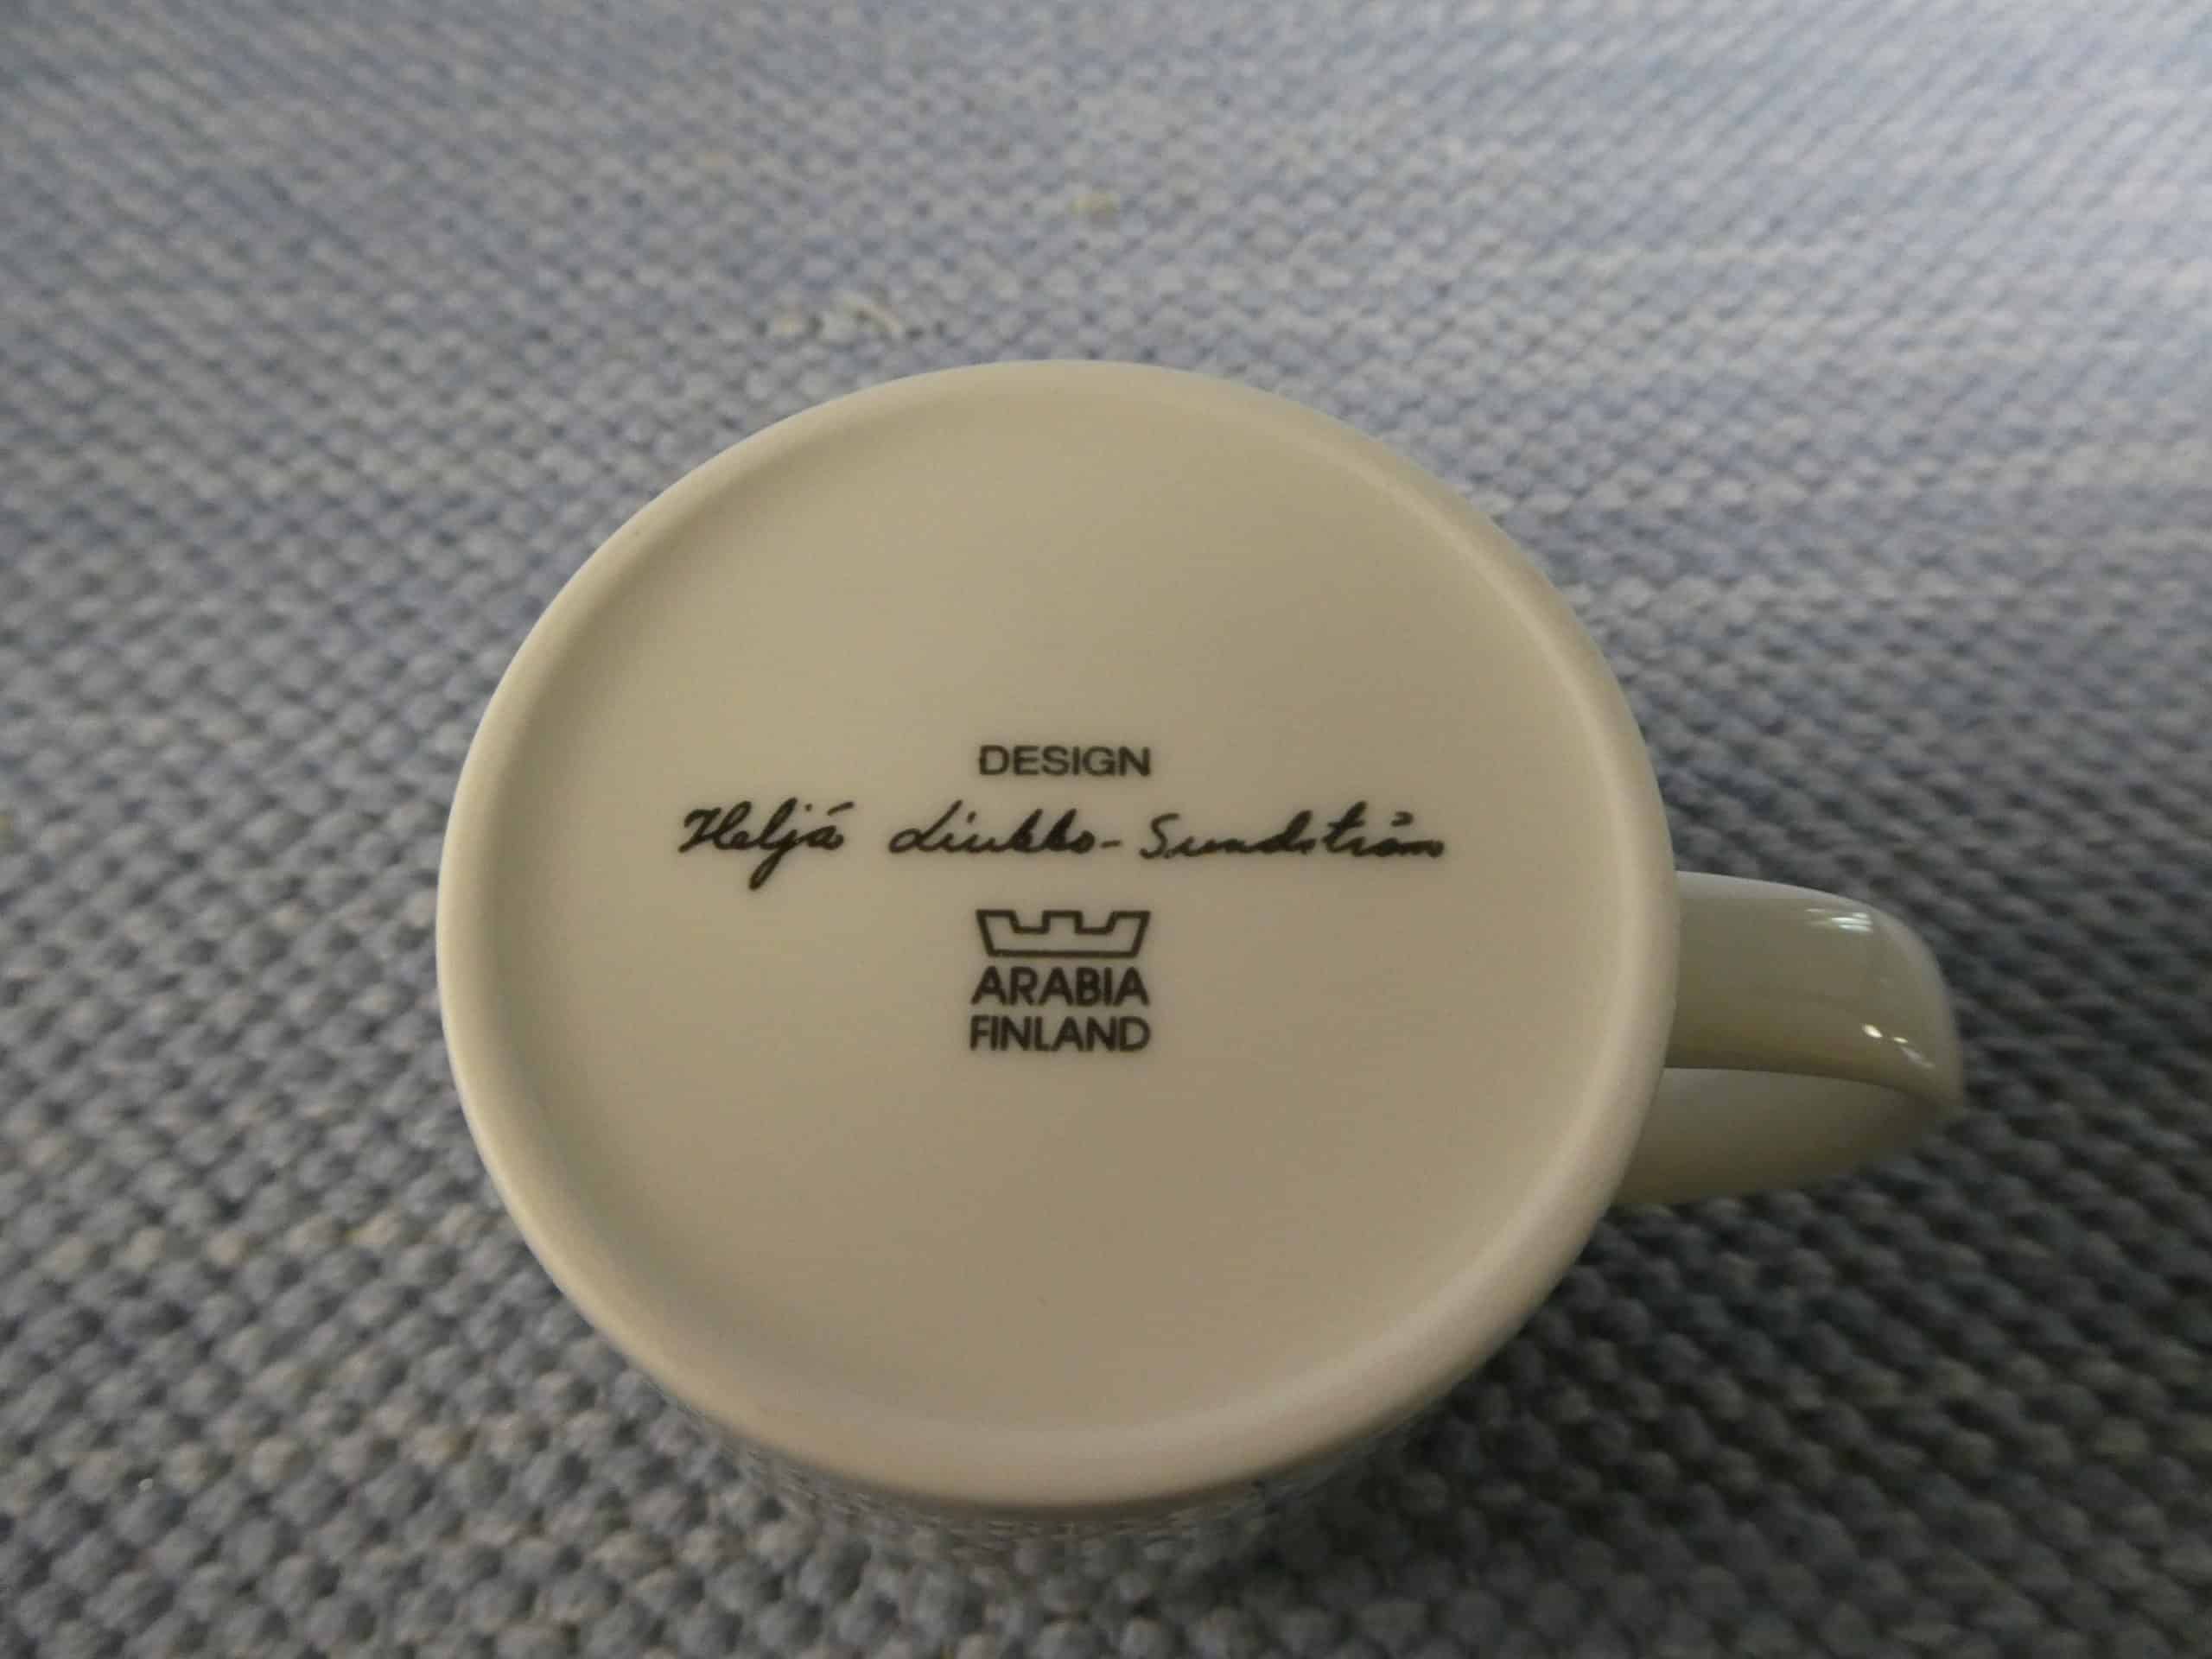 DESIGN
Heljä Liukko-Sundström
ARABIA
FINLAND